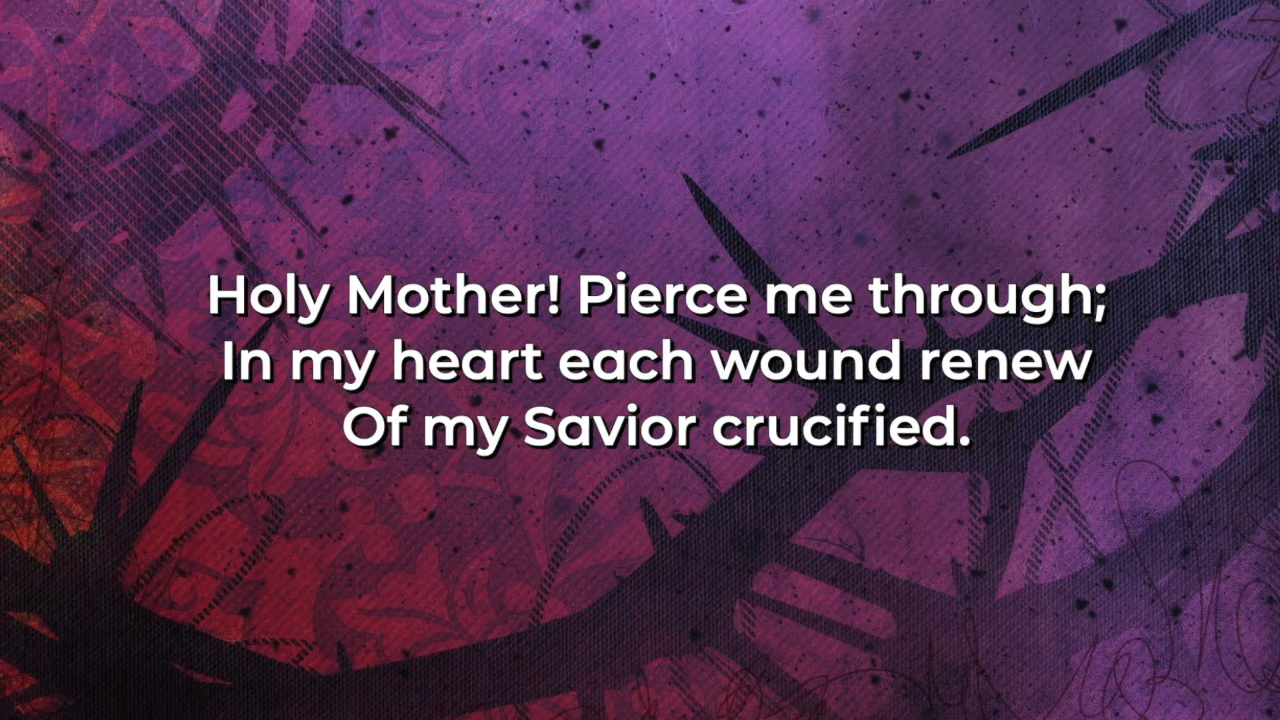 Holy Mother! Pierce me through;
In my heart each wound renew
Of my Savior crucified.